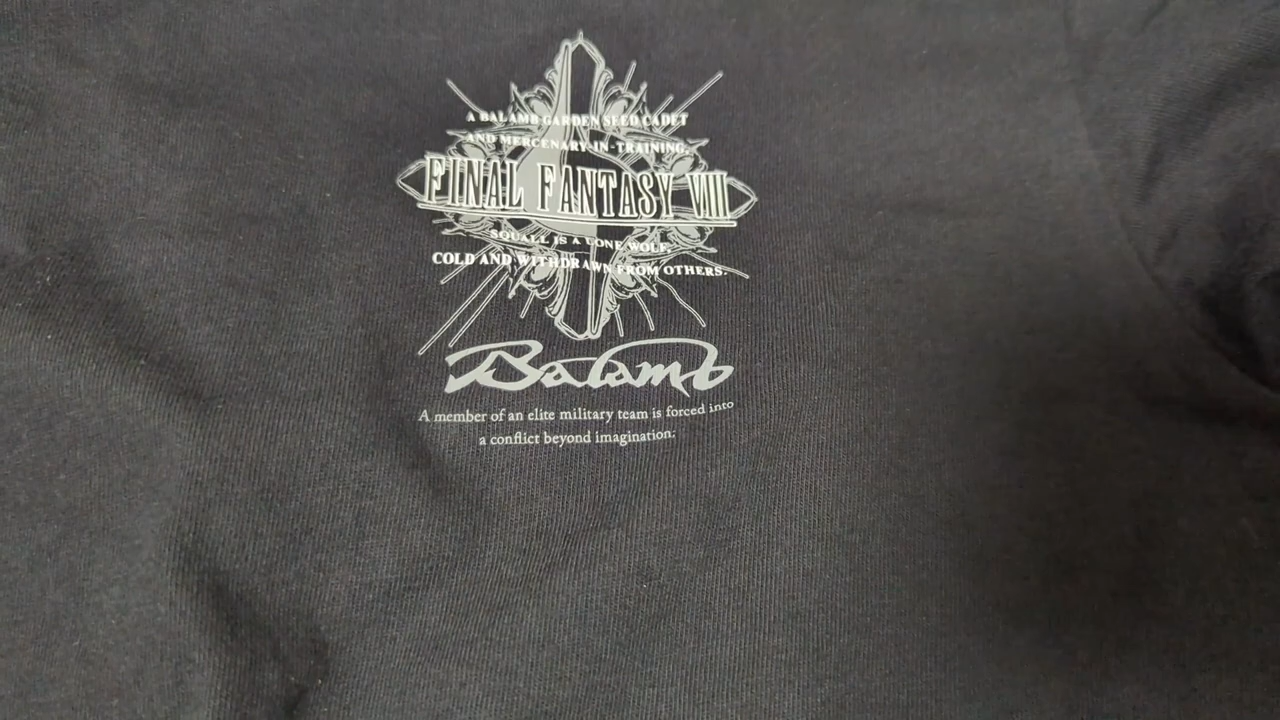 A BALAMB GARDEN SEED CADET
AND MERCENARY-IN-TRAINING,
FINAL FANTASY VIII
SQUALL IS A LONE WOLF,
COLD AND WITHDRAWN FROM OTHERS.
Balamb
A member of an elite military team is forced into
a conflict beyond imagination.